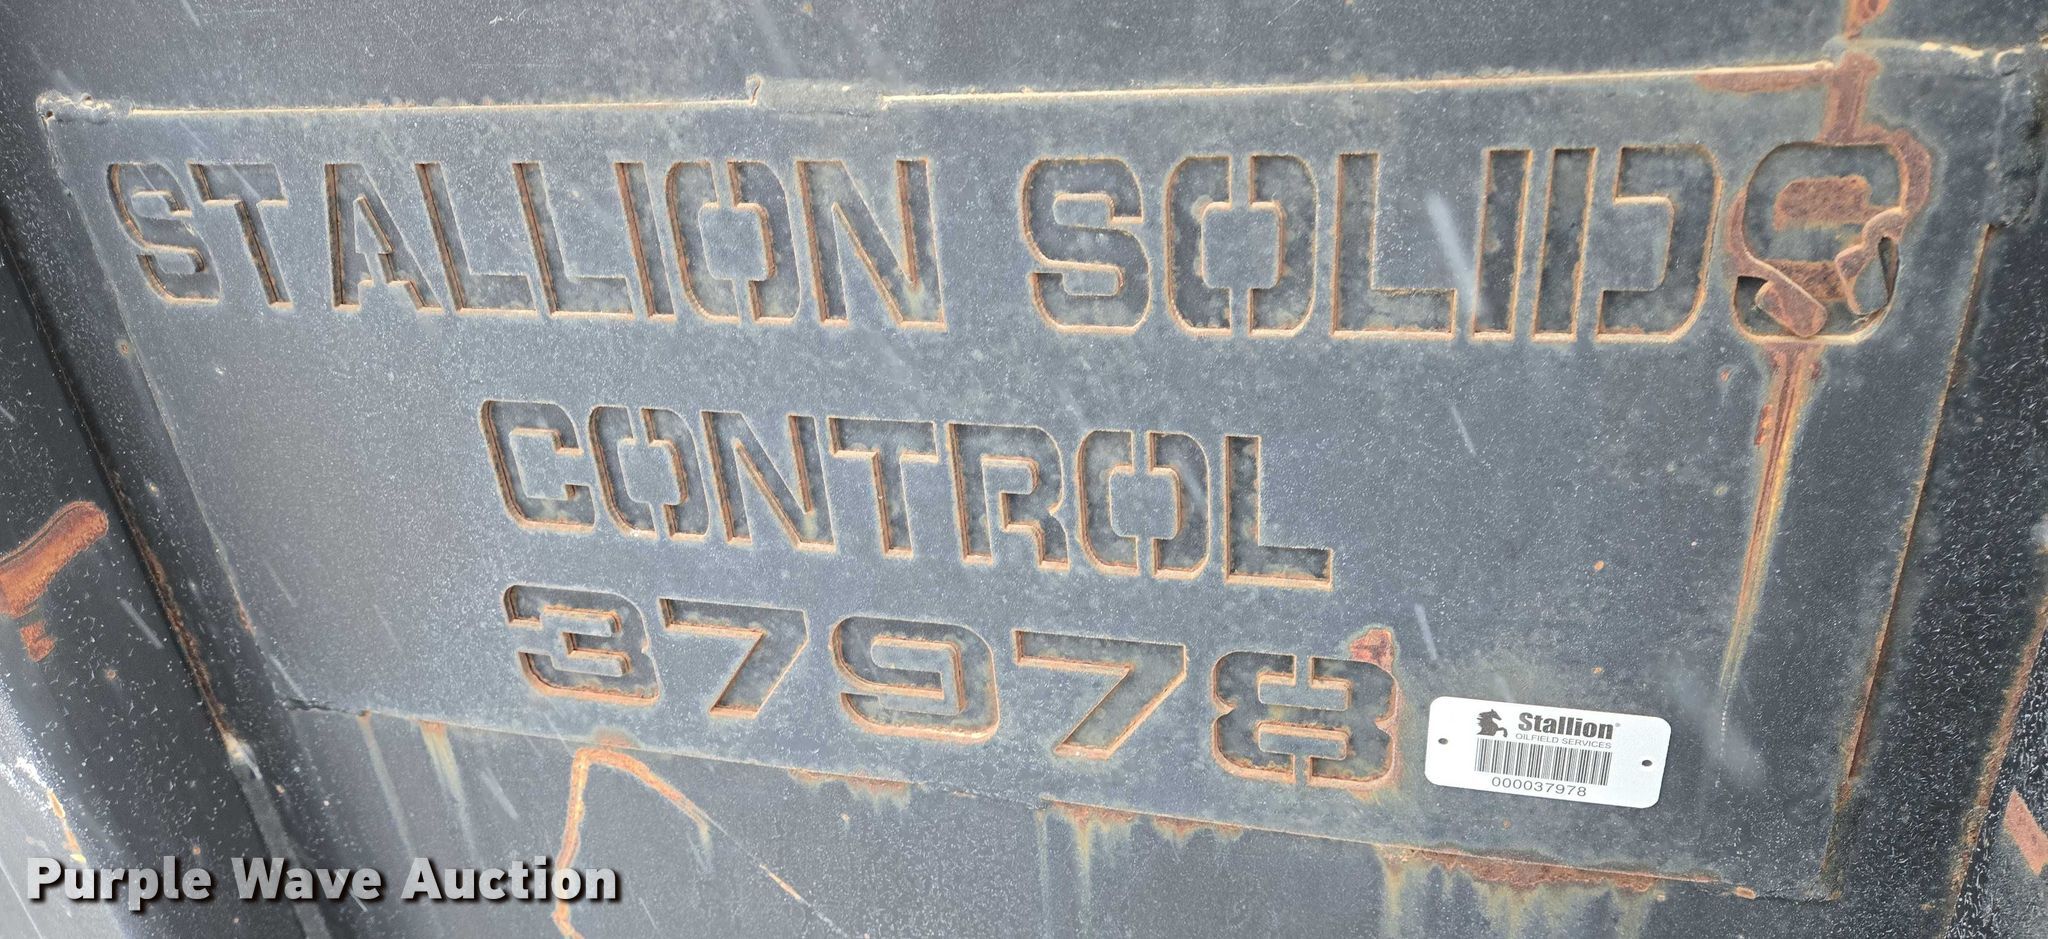 STALLION SOLIDS
CONTROL
37978
Stallion®
OILFIELD SERVICES
000037978
Purple Wave Auction